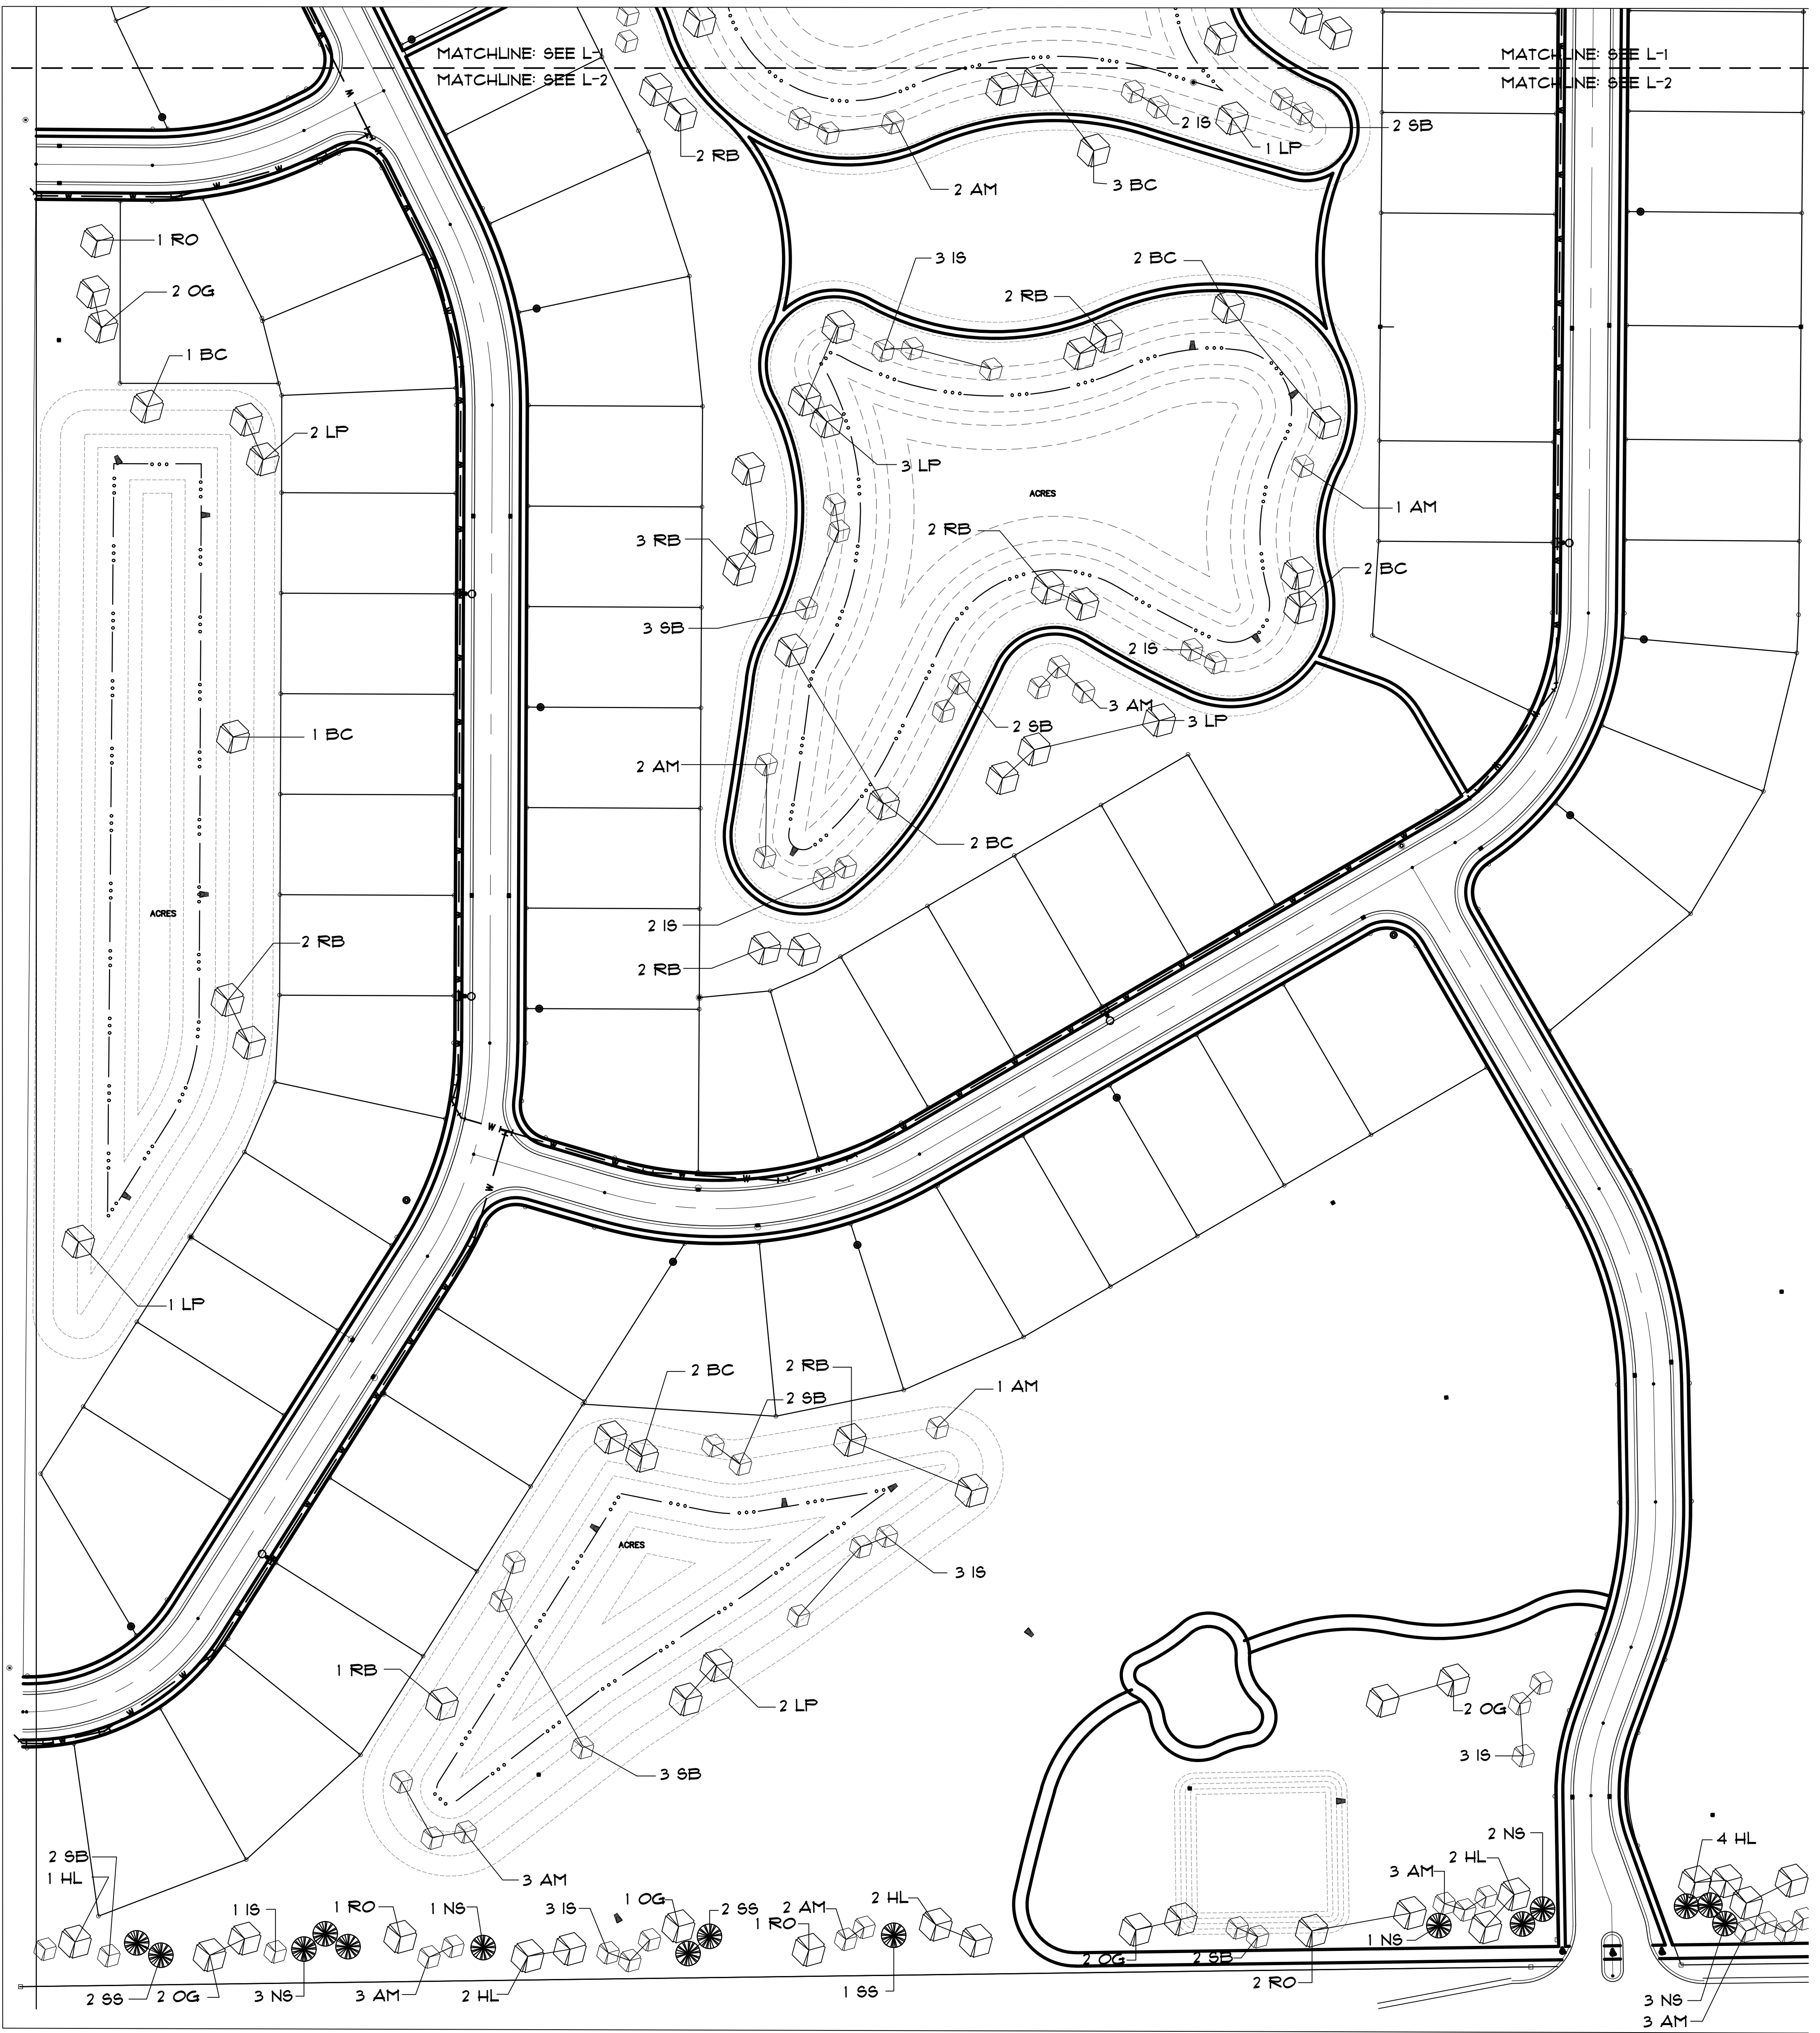 MATCHLINE: SEE L-1
MATCHLINE: SEE L-1
MATCHLINE: SEE L-2
MATCHLINE: SEE L-2
2 IS
2 SB
1 LP
2 RB
3 BC
2 AM
1 RO
3 IS
2 BC
2 OG
2 RB
1 BC
2 LP
3 LP
ACRES
1 AM
2 RB
3 RB
2 BC
3 SB
2 IS
3 AM
3 LP
2 SB
1 BC
2 AM
2 BC
ACRES
2 IS
2 RB
2 RB
W
W
W
1 LP
2 BC
2 RB
2 SB
1 AM
ACRES
3 IS
1 RB
2 LP
2 OG
3 IS
3 SB
2 NS
4 HL
2 SB
2 HL
1 HL
3 AM
3 AM
1 OG
2 HL
1 IS
1 RO
1 NS
3 IS
2 SS
2 AM
1 RO
1 NS
2 OG
2 SB
2 RO
1 SS
2 SS
2 OG
3 NS
3 AM
2 HL
3 NS
3 AM